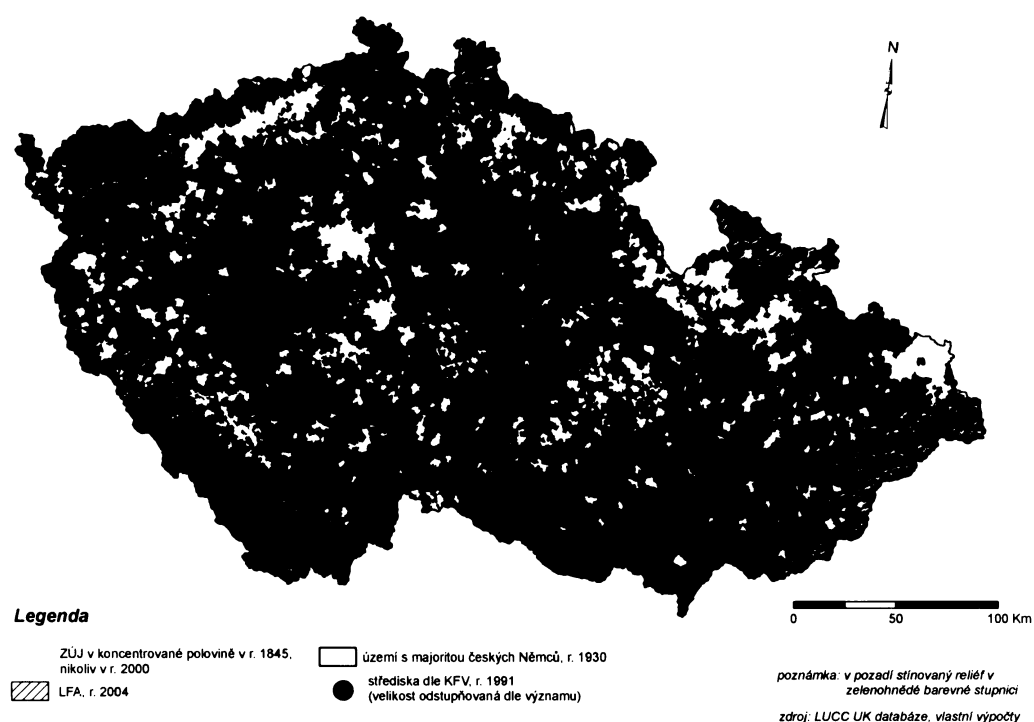 N
Legenda
ZÚJ v koncentrované polovině v r. 1845,
nikoliv v r. 2000
LFA, r. 2004
území s majoritou českých Němců, r. 1930
střediska dle KFV, r. 1991
(velikost odstupňovaná dle významu)
0 50 100 Km
poznámka: v pozadí stínovaný reliéf v
zelenohnědé barevné stupnici
zdroj: LUCC UK databáze, vlastní výpočty